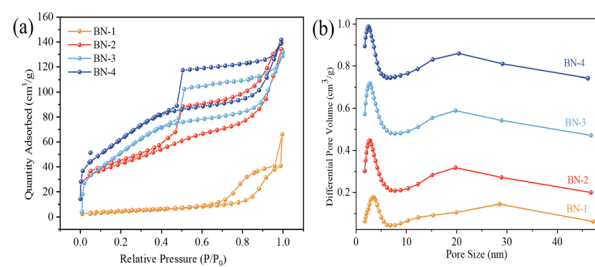 (a)
160
140
120
100
80
60
40
20
0
BN-1
BN-2
BN-3
BN-4
Quantity Adsorbed (cm³/g)
0.0 0.2 0.4 0.6 0.8 1.0
Relative Pressure (P/P₀)
(b)
1.0
0.8
0.6
0.4
0.2
Differential Pore Volume (cm³/g)
BN-4
BN-3
BN-2
BN-1
0 10 20 30 40
Pore Size (nm)